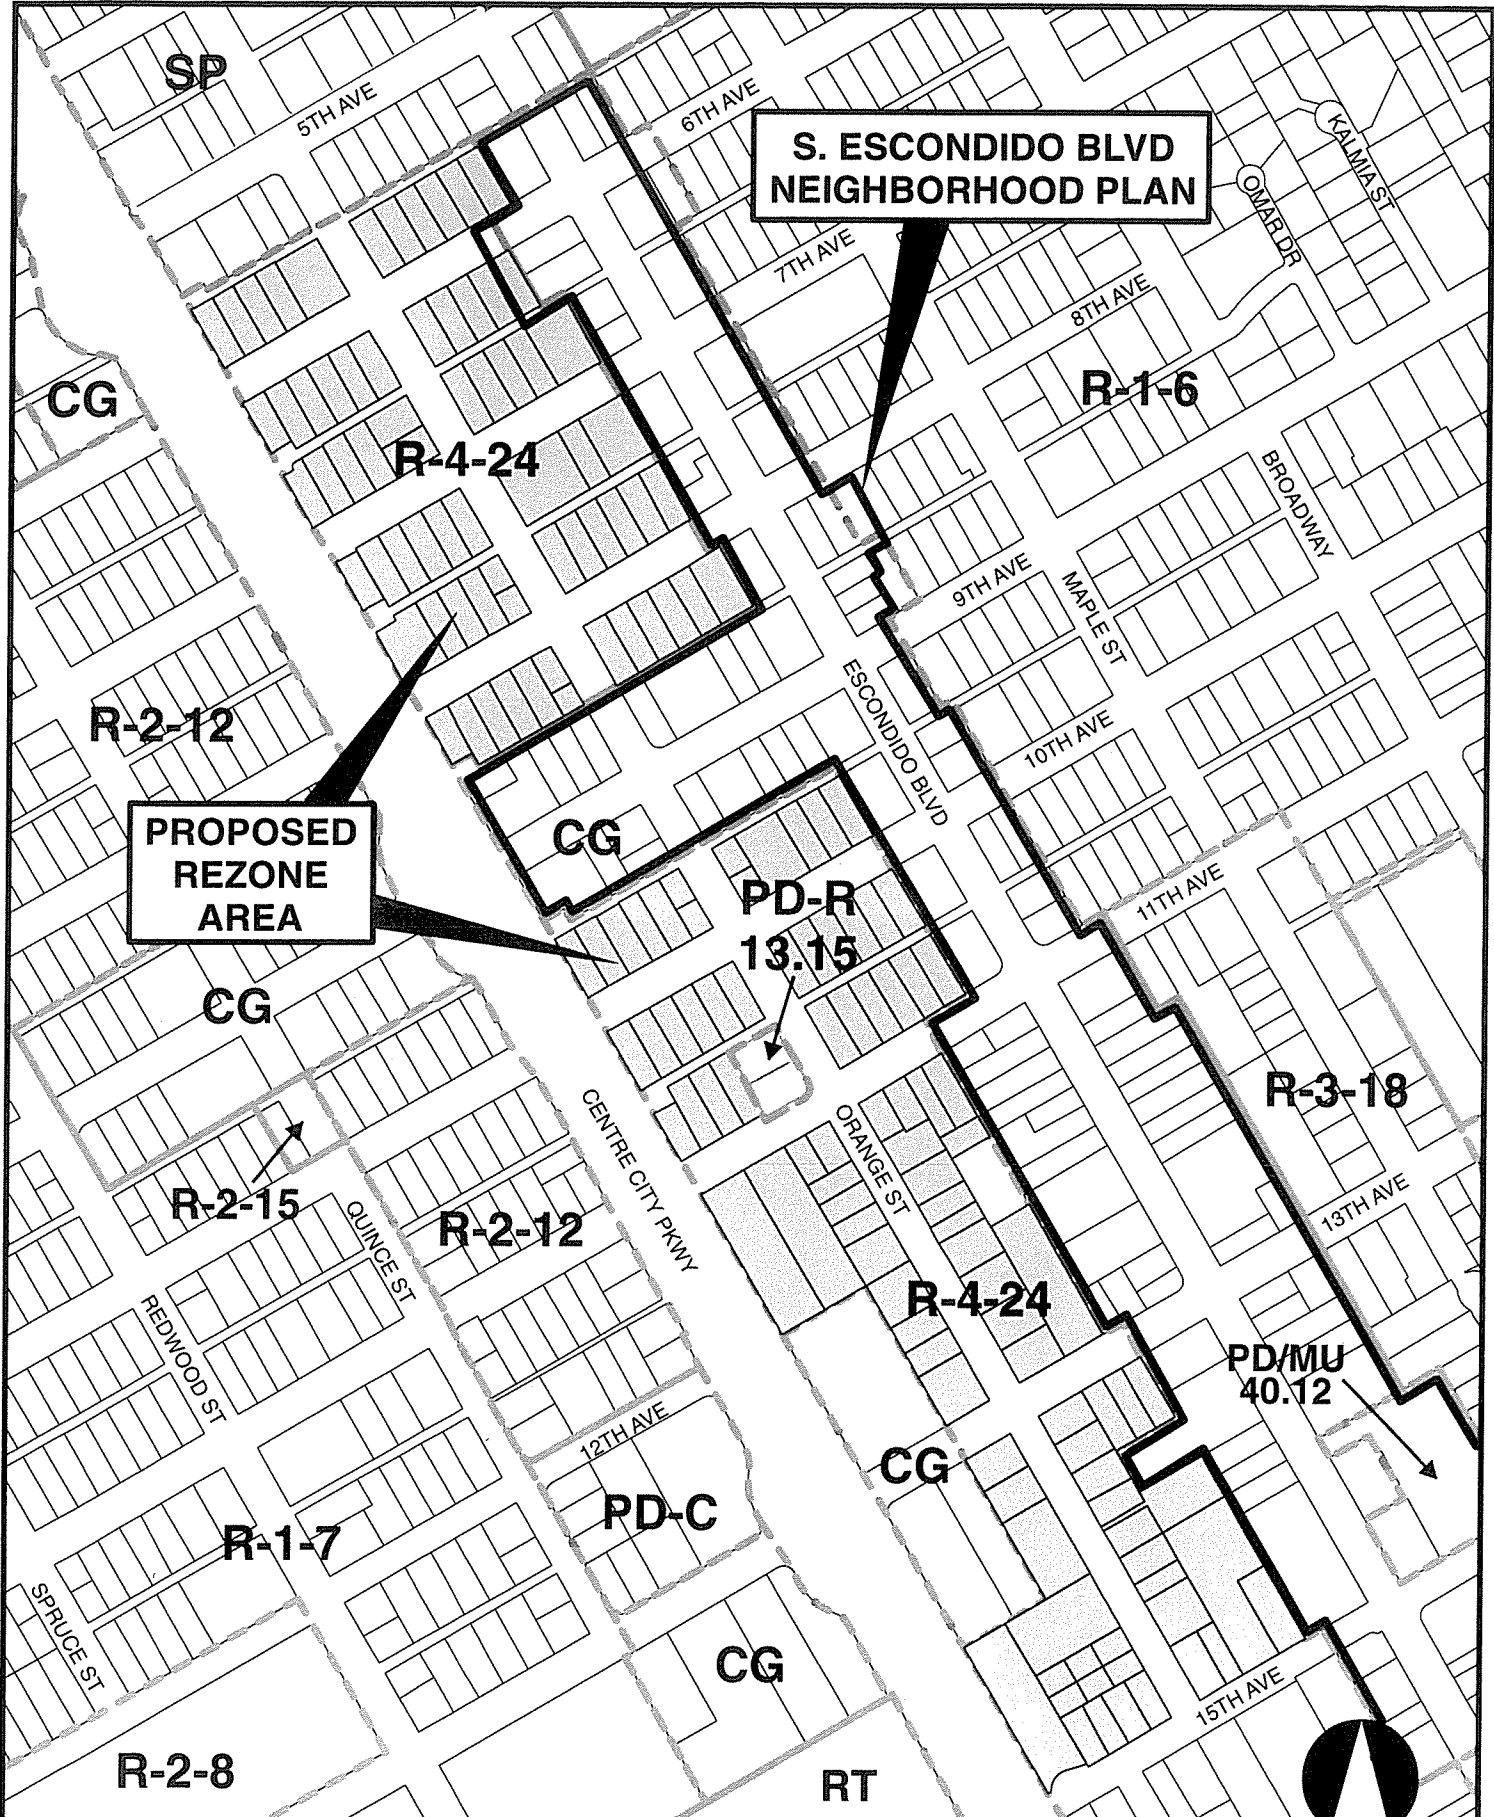 SP
5TH AVE
6TH AVE
S. ESCONDIDO BLVD
NEIGHBORHOOD PLAN
KALMIA ST
OMAR DR
7TH AVE
8TH AVE
CG
R-1-6
R-4-24
BROADWAY
9TH AVE
MAPLE ST
R-2-12
ESCONDIDO BLVD
10TH AVE
PROPOSED
REZONE
AREA
CG
11TH AVE
PD-R
13.15
CG
R-3-18
CENTRE CITY PKWY
ORANGE ST
R-2-15
QUINCE ST
R-2-12
13TH AVE
REDWOOD ST
R-4-24
PD/MU
40.12
12TH AVE
CG
PD-C
R-1-7
SPRUCE ST
CG
15TH AVE
R-2-8
RT